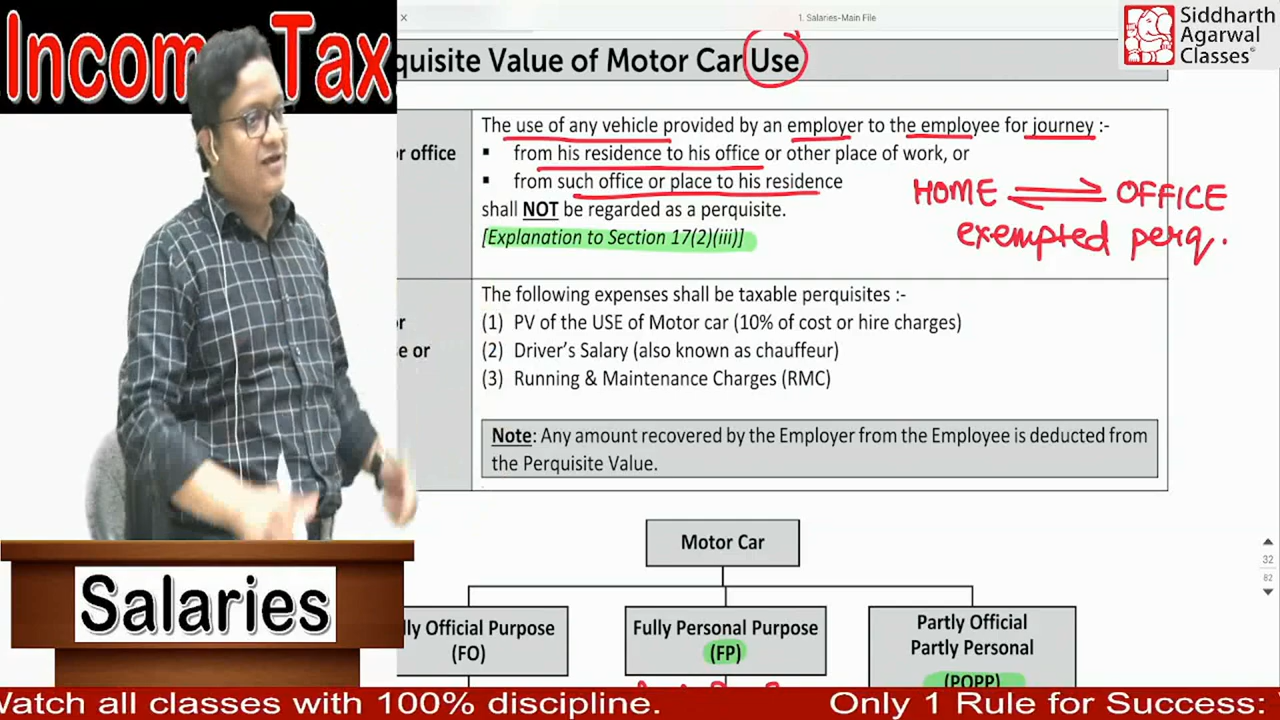 Income Tax
1. Salaries-Main File
Siddharth
Agarwal
Classes
quisite Value of Motor Car Use
or office
The use of any vehicle provided by an employer to the employee for journey :-
▪ from his residence to his office or other place of work, or
▪ from such office or place to his residence
shall NOT be regarded as a perquisite.
[Explanation to Section 17(2)(iii)]
HOME ⇌ OFFICE
exempted perq.
or
se or
The following expenses shall be taxable perquisites :-
(1) PV of the USE of Motor car (10% of cost or hire charges)
(2) Driver's Salary (also known as chauffeur)
(3) Running & Maintenance Charges (RMC)
Note: Any amount recovered by the Employer from the Employee is deducted from
the Perquisite Value.
Motor Car
lly Official Purpose
(FO)
Fully Personal Purpose
(FP)
Partly Official
Partly Personal
(POPP)
32
82
Salaries
Watch all classes with 100% discipline. Only 1 Rule for Success: